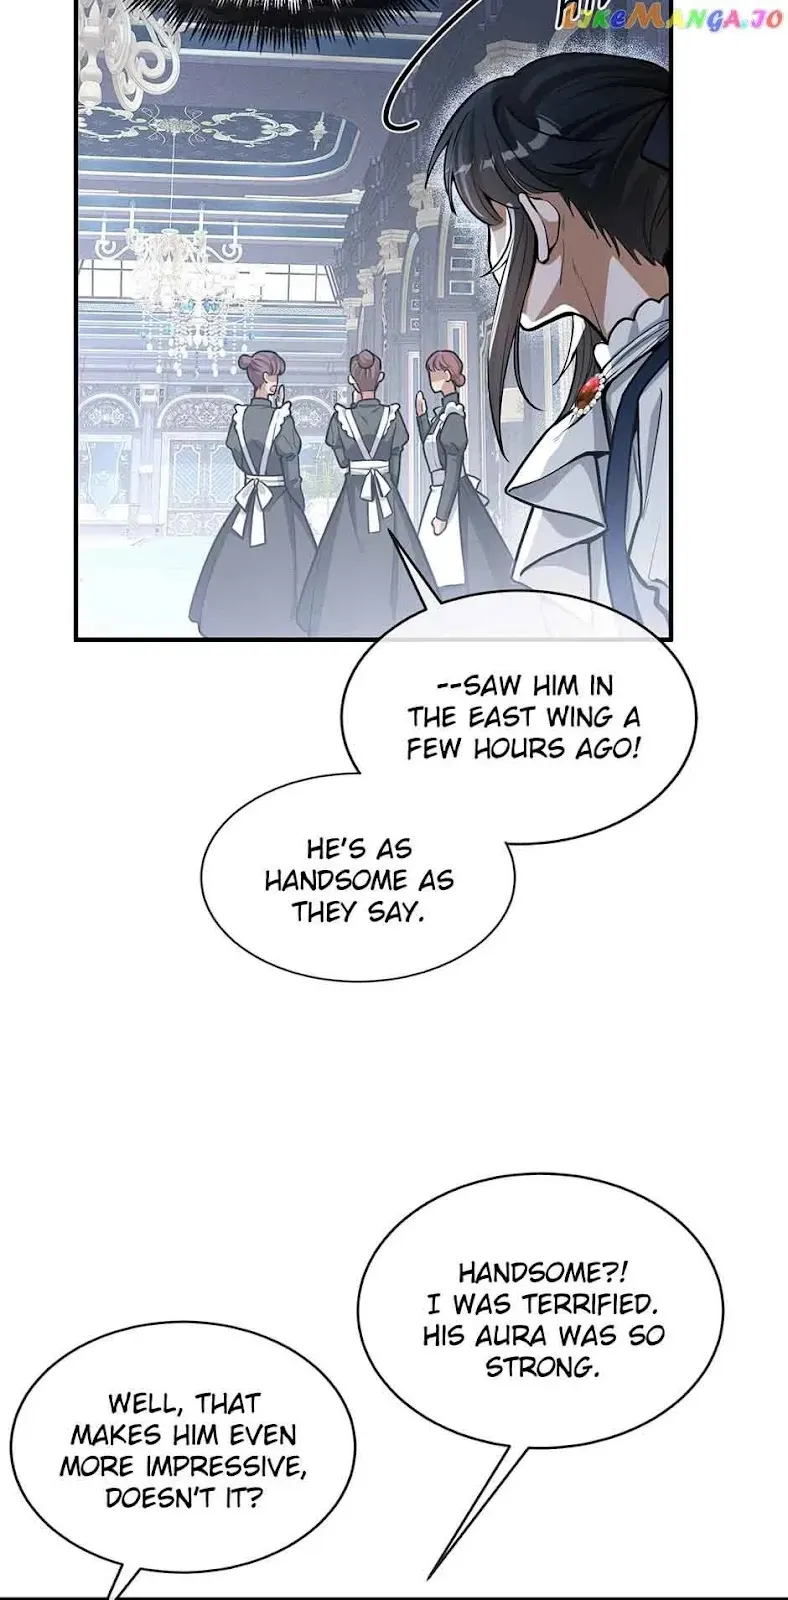 LIKEMANGA.IO
--SAW HIM IN
THE EAST WING A
FEW HOURS AGO!
HE'S AS
HANDSOME AS
THEY SAY.
HANDSOME?!
I WAS TERRIFIED.
HIS AURA WAS SO
STRONG.
WELL, THAT
MAKES HIM EVEN
MORE IMPRESSIVE,
DOESN'T IT?